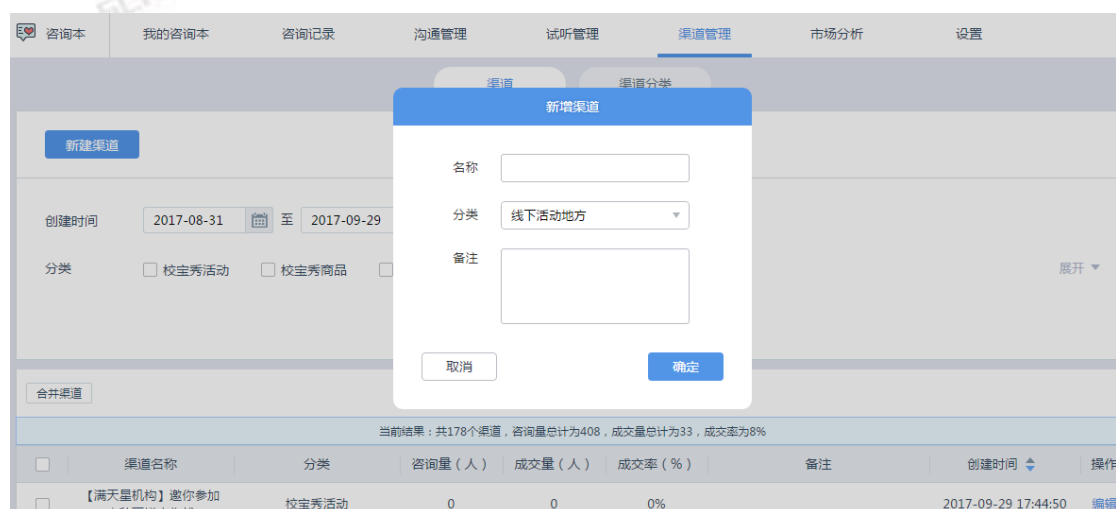 咨询本 我的咨询本 咨询记录 沟通管理 试听管理 渠道管理 市场分析 设置
渠道 渠道分类
新增渠道
新建渠道
名称
创建时间 2017-08-31 至 2017-09-29
分类 线下活动地方
分类 校宝秀活动 校宝秀商品
备注
展开
取消 确定
合并渠道
当前结果：共178个渠道，咨询量总计为408，成交量总计为33，成交率为8%
渠道名称 分类 咨询量（人） 成交量（人） 成交率（%） 备注 创建时间 操作
【满天星机构】邀你参加
校宝秀活动 0 0 0% 2017-09-29 17:44:50 编辑